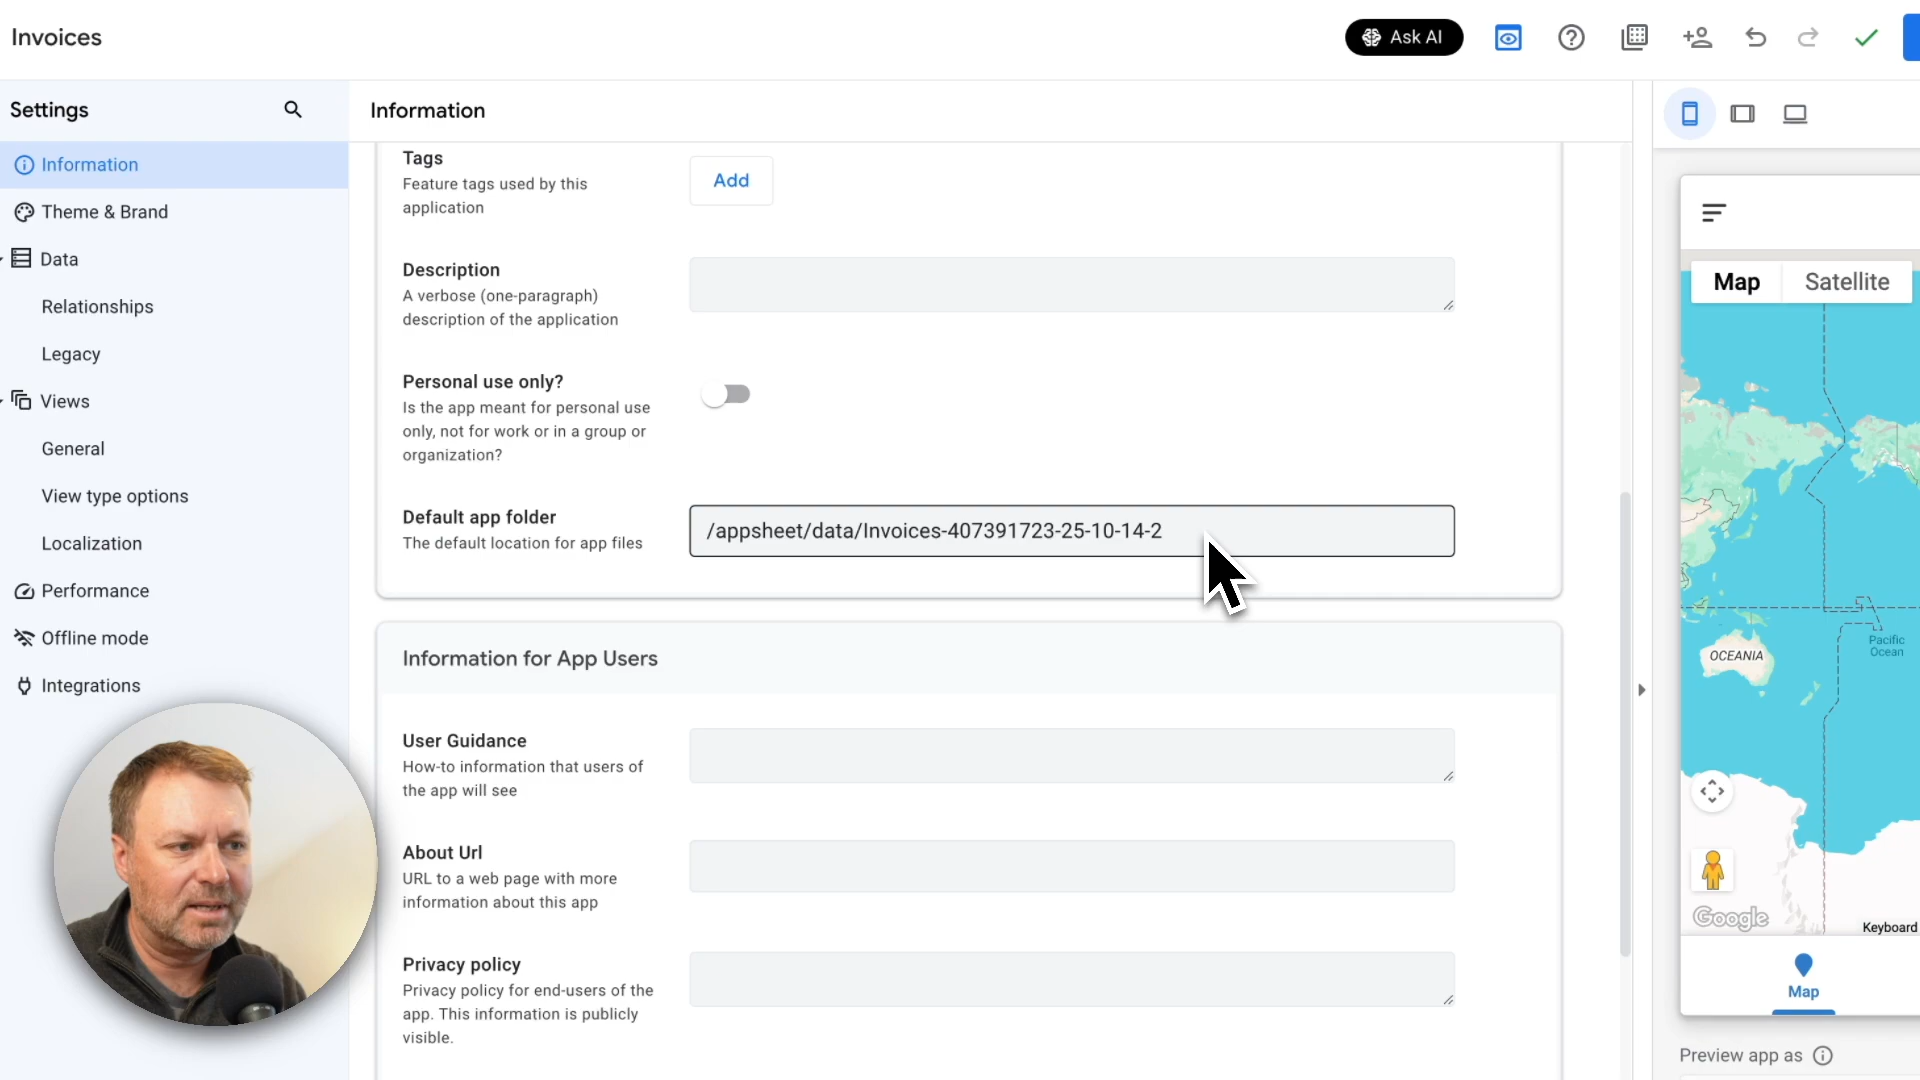 Invoices
Ask AI
Settings
Information
Information
Theme & Brand
Data
Relationships
Legacy
Views
General
View type options
Localization
Performance
Offline mode
Integrations
Tags
Feature tags used by this
application
Add
Description
A verbose (one-paragraph)
description of the application
Personal use only?
Is the app meant for personal use
only, not for work or in a group or
organization?
Default app folder
The default location for app files
/appsheet/data/Invoices-407391723-25-10-14-2
Information for App Users
User Guidance
How-to information that users of
the app will see
About Url
URL to a web page with more
information about this app
Privacy policy
Privacy policy for end-users of the
app. This information is publicly
visible.
Map
Satellite
OCEANIA
Pacific
Ocean
Google
Keyboard
Map
Preview app as